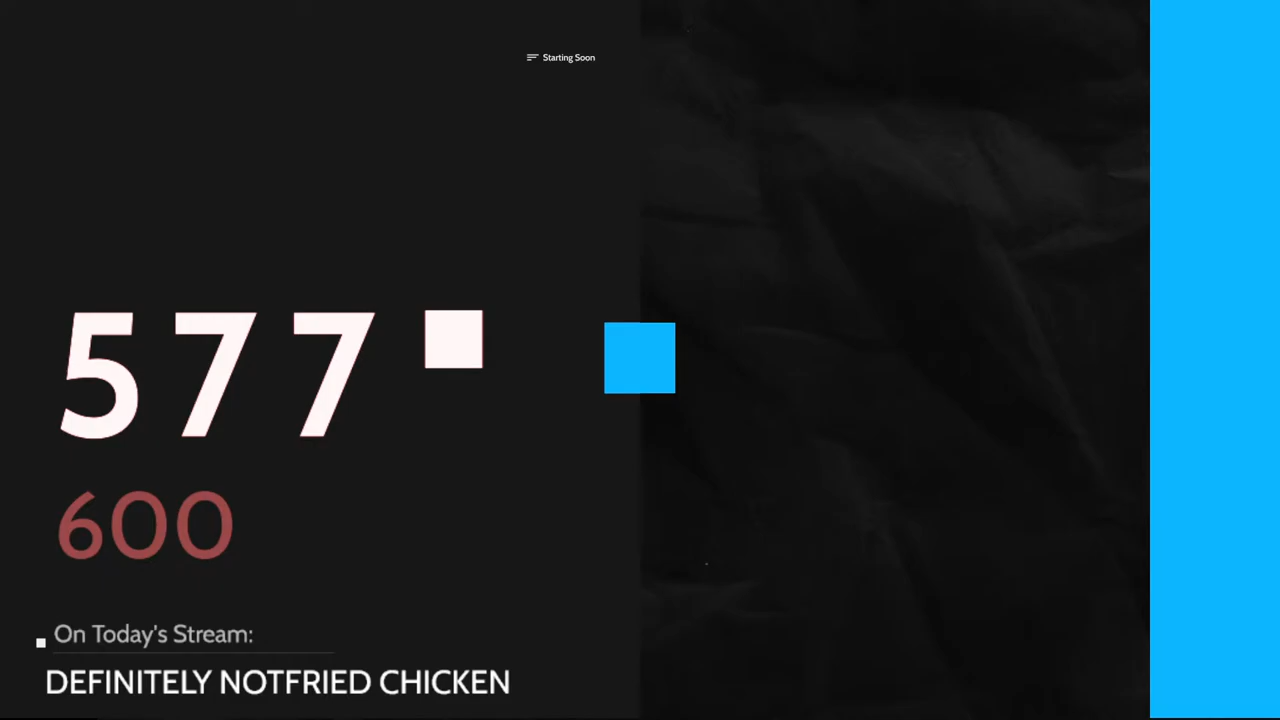 Starting Soon
577
600
On Today's Stream:
DEFINITELY NOTFRIED CHICKEN